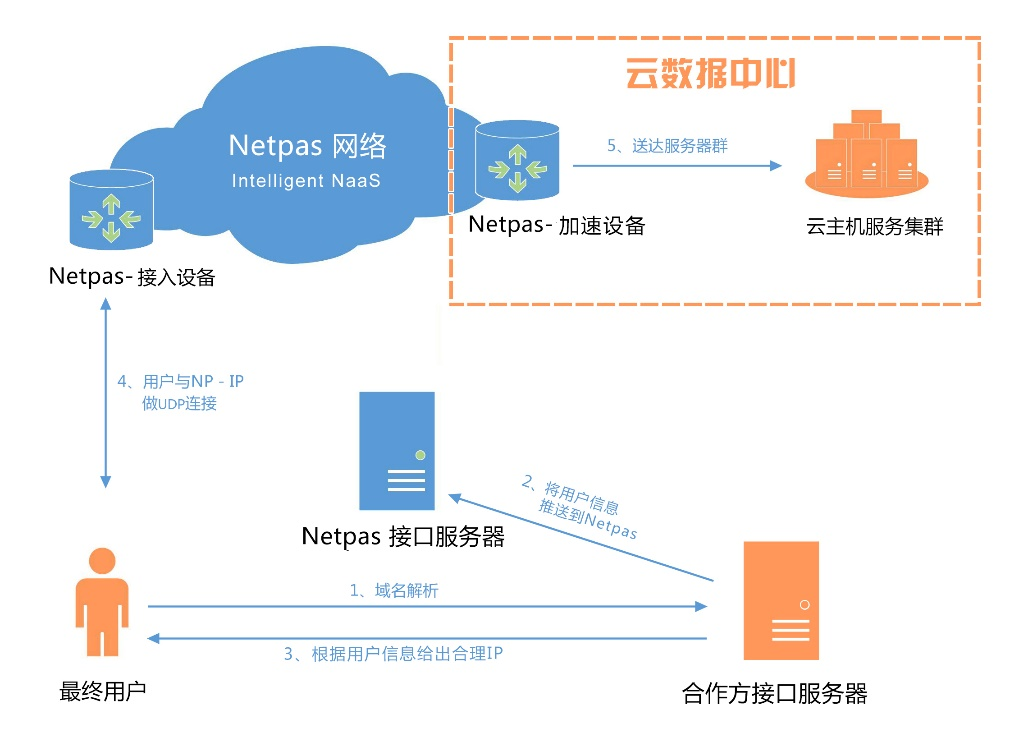 云数据中心
Netpas 网络
Intelligent NaaS
5、送达服务器群
Netpas- 加速设备
云主机服务集群
Netpas- 接入设备
4、用户与NP - IP
做UDP连接
2、将用户信息
推送到Netpas
Netpas 接口服务器
1、域名解析
3、根据用户信息给出合理IP
最终用户
合作方接口服务器